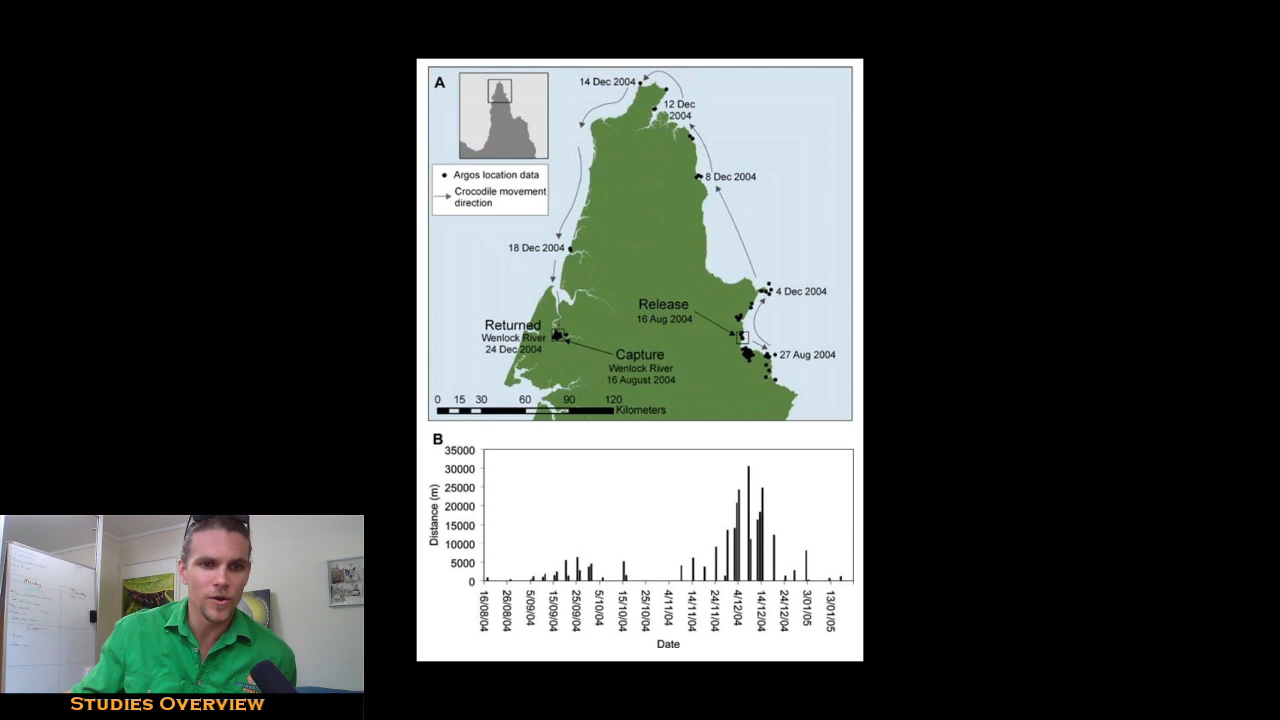 A
14 Dec 2004
12 Dec
2004
Argos location data
Crocodile movement
direction
8 Dec 2004
18 Dec 2004
4 Dec 2004
Release
16 Aug 2004
Returned
Wenlock River
24 Dec 2004
Capture
Wenlock River
16 August 2004
27 Aug 2004
0 15 30 60 90 120
Kilometers
B
35000
30000
25000
20000
15000
10000
5000
0
Distance (m)
16/08/04
26/08/04
5/09/04
15/09/04
25/09/04
5/10/04
15/10/04
25/10/04
4/11/04
14/11/04
24/11/04
4/12/04
14/12/04
24/12/04
3/01/05
13/01/05
Date
Studies Overview